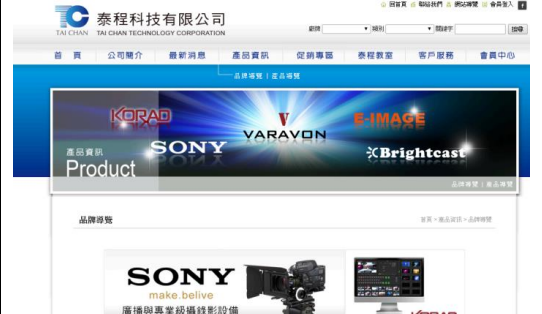 回首頁 聯絡我們 網站導覽 會員登入
泰程科技有限公司
TAI CHAN TAI CHAN TECHNOLOGY CORPORATION
廠牌 類別 關鍵字 搜尋
首 頁 公司簡介 最新消息 產品資訊 促銷專區 泰程教室 客戶服務 會員中心
品牌導覽 | 產品導覽
KORAD
VARAVON
E-IMAGE
SONY
Brightcast
產品資訊
Product
品牌導覽 | 產品導覽
品牌導覽
首頁 > 產品資訊 > 品牌導覽
SONY
make.believe
廣播與專業級攝錄影設備
KORAD